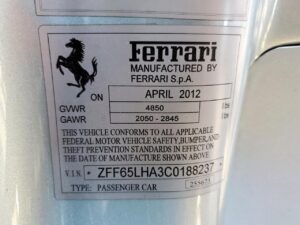 Ferrari
MANUFACTURED BY
FERRARI S.p.A.
ON APRIL 2012
GVWR 4850 lbs
GAWR 2050 - 2845 lbs
THIS VEHICLE CONFORMS TO ALL APPLICABLE
FEDERAL MOTOR VEHICLE SAFETY, BUMPER, AND
THEFT PREVENTION STANDARDS IN EFFECT ON
THE DATE OF MANUFACTURE SHOWN ABOVE
V.I.N. * ZFF65LHA3C0188237 *
TYPE: PASSENGER CAR